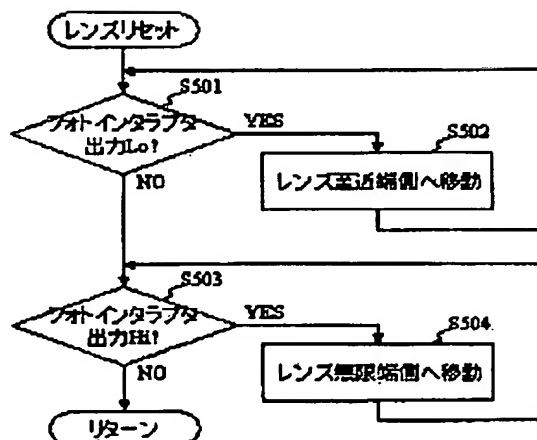 レンズリセット
S501
フォトインタラプタ
出力Lo?
YES
S502
レンズ至近端側へ移動
NO
S503
フォトインタラプタ
出力Hi?
YES
S504
レンズ無限端側へ移動
NO
リターン